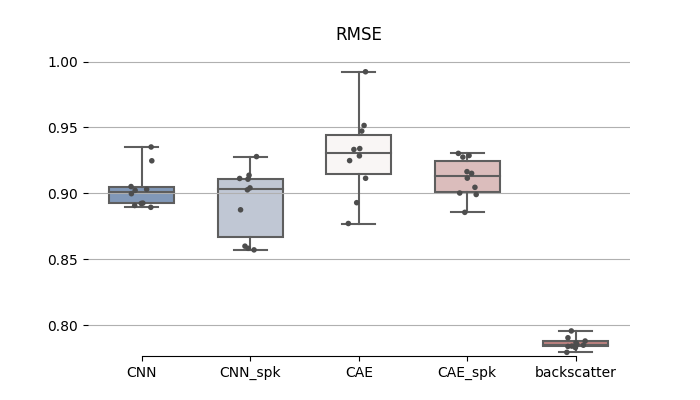 RMSE
1.00
0.95
0.90
0.85
0.80
CNN
CNN_spk
CAE
CAE_spk
backscatter